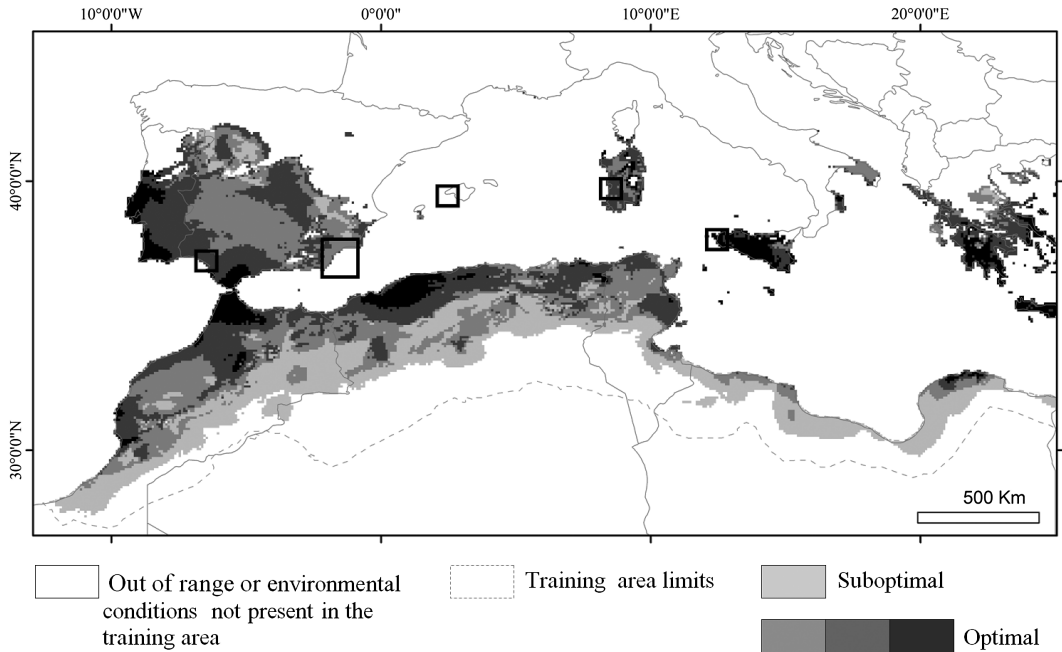 10°0'0"W 0°0'0" 10°0'0"E 20°0'0"E
40°0'0"N
30°0'0"N
500 Km
Out of range or environmental
conditions not present in the
training area
Training area limits
Suboptimal
Optimal